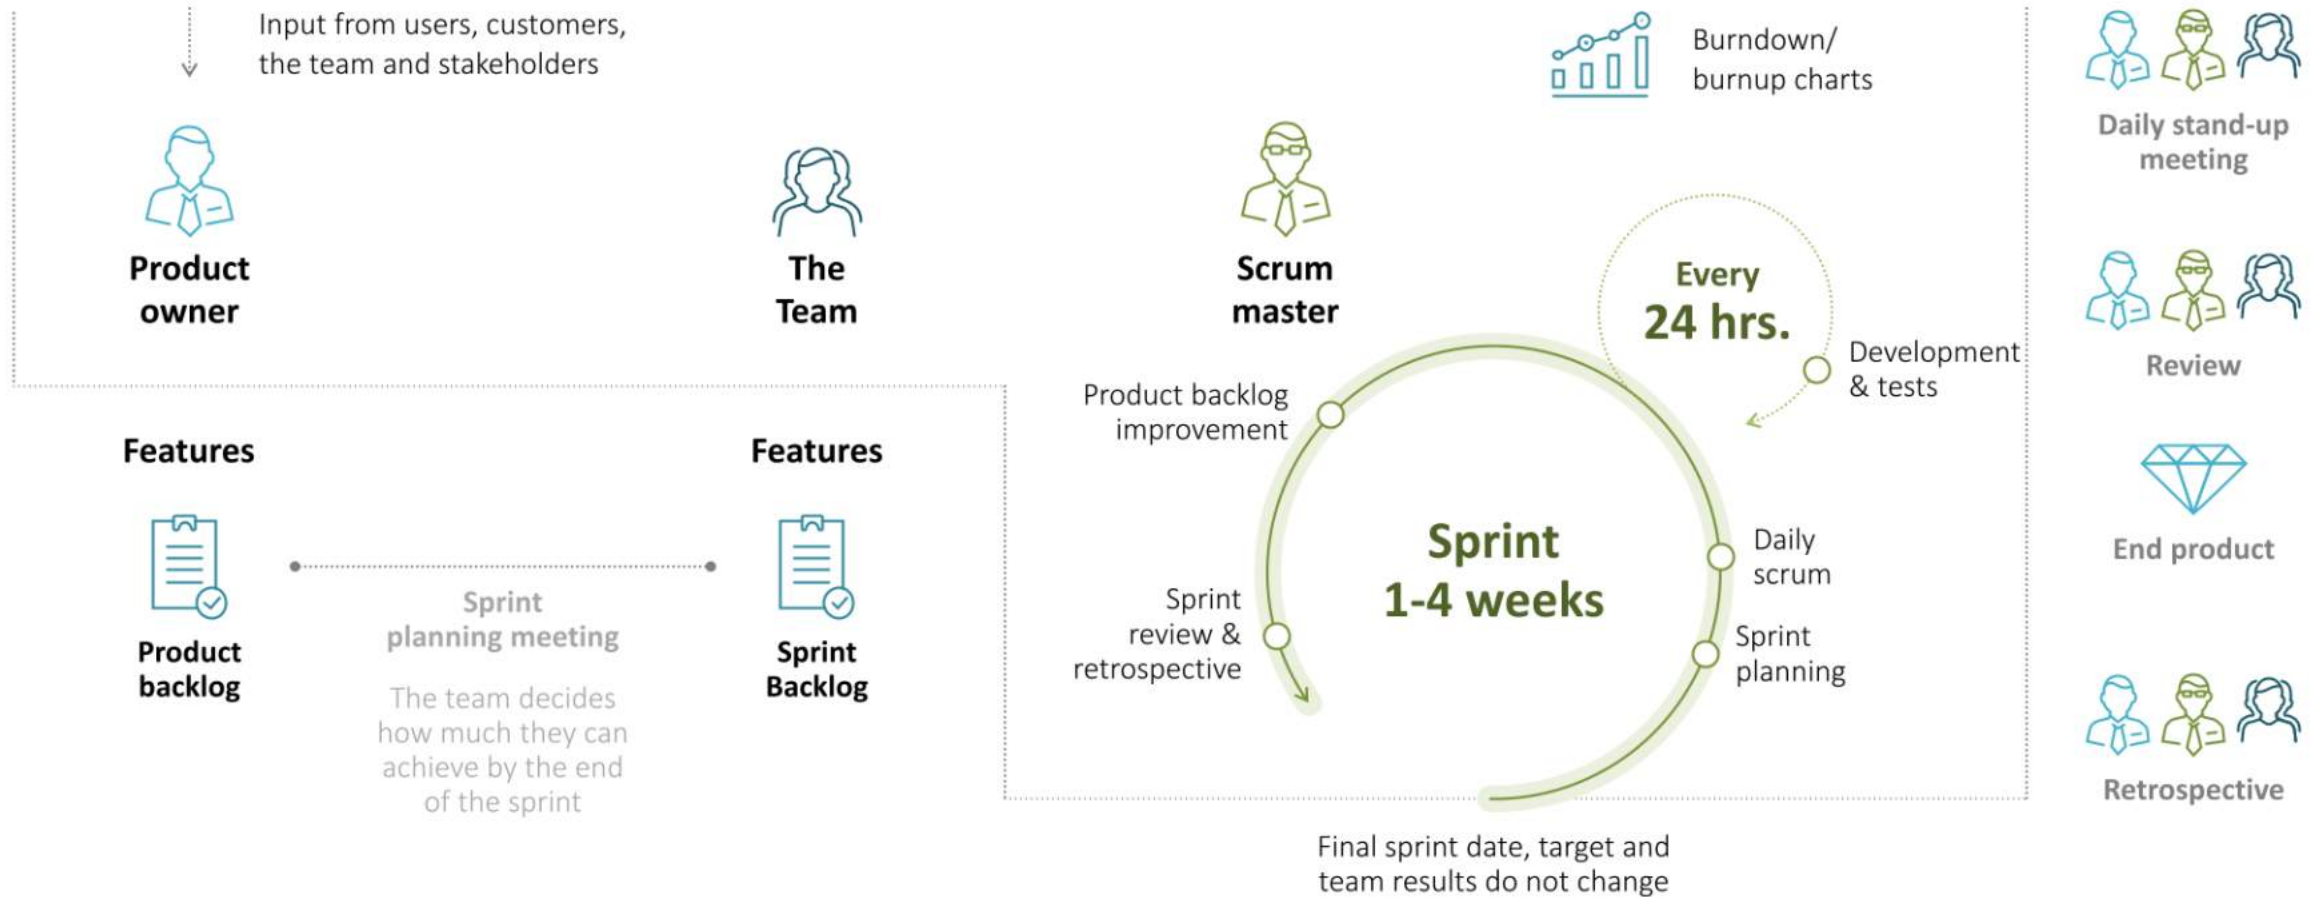 Input from users, customers,
the team and stakeholders
Burndown/
burnup charts
Daily stand-up
meeting
Product
owner
The
Team
Scrum
master
Every
24 hrs.
Development
& tests
Review
Product backlog
improvement
Features
Features
Sprint
1-4 weeks
Daily
scrum
End product
Sprint
planning meeting
Sprint
review &
retrospective
Sprint
planning
Product
backlog
Sprint
Backlog
The team decides
how much they can
achieve by the end
of the sprint
Retrospective
Final sprint date, target and
team results do not change